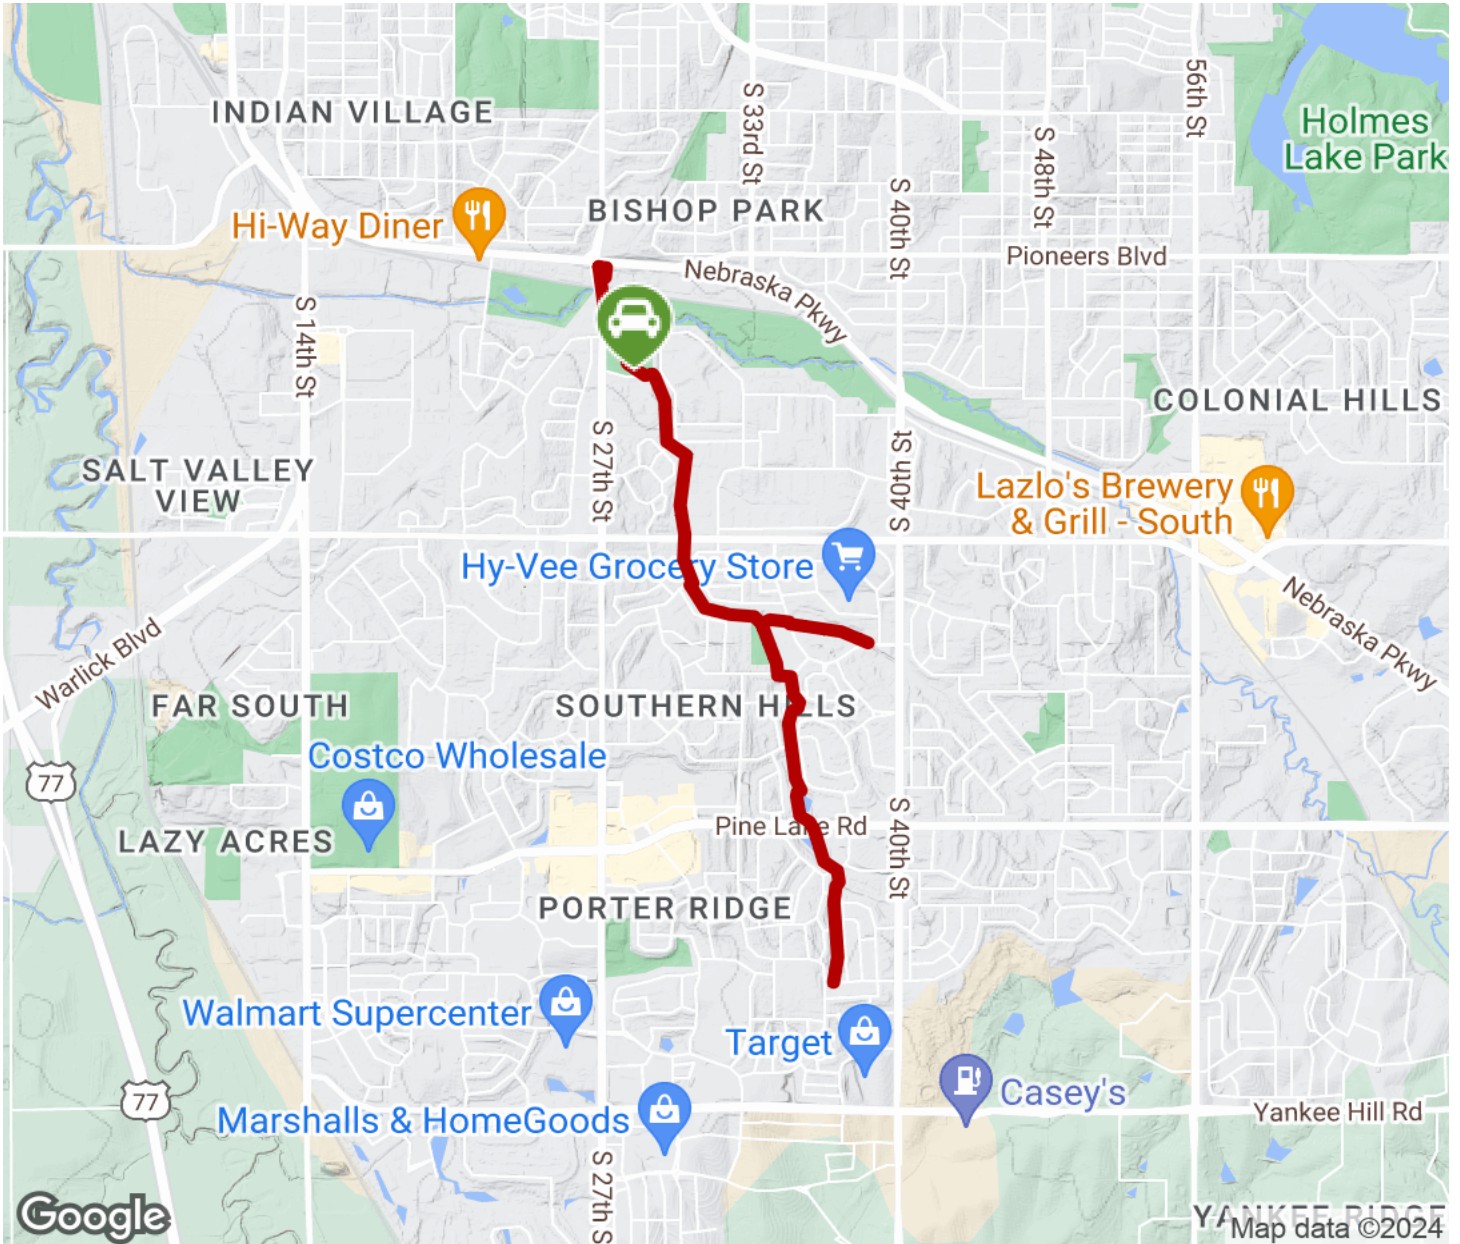 INDIAN VILLAGE
S 33rd St
56th St
Holmes
Lake Park
S 48th St
Hi-Way Diner
BISHOP PARK
S 40th St
Pioneers Blvd
Nebraska Pkwy
S 14th St
COLONIAL HILLS
SALT VALLEY
VIEW
S 27th St
S 40th St
Lazlo's Brewery
& Grill - South
Hy-Vee Grocery Store
Nebraska Pkwy
Warlick Blvd
FAR SOUTH
SOUTHERN HILLS
Costco Wholesale
77
LAZY ACRES
Pine Lake Rd
S 40th St
PORTER RIDGE
Walmart Supercenter
Target
77
Casey's
Marshalls & HomeGoods
Yankee Hill Rd
S 27th S
Google
YANKEE RIDGE
Map data ©2024